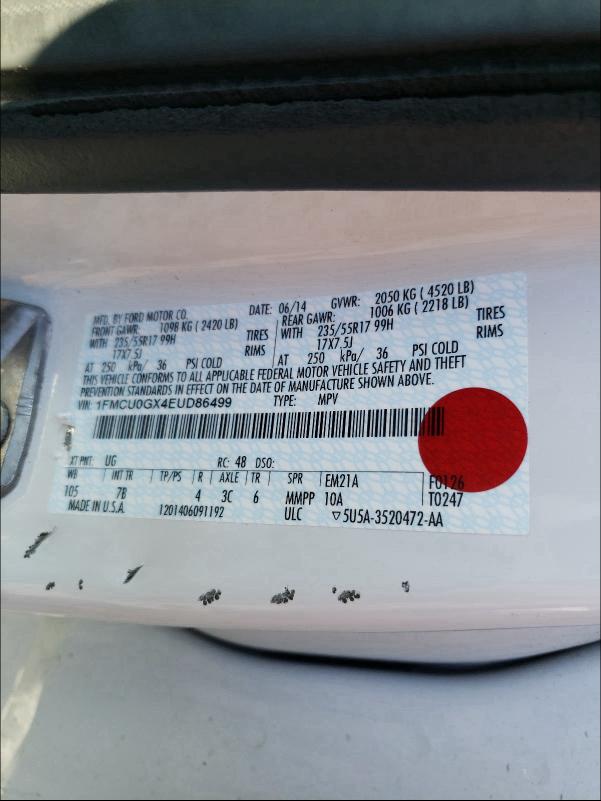 MFD. BY FORD MOTOR CO. DATE: 06/14 GVWR: 2050 KG ( 4520 LB)
FRONT GAWR: 1098 KG ( 2420 LB) REAR GAWR: 1006 KG ( 2218 LB)
WITH 235/55R17 99H TIRES WITH 235/55R17 99H TIRES
17X7.5J RIMS 17X7.5J RIMS
AT 250 kPa/ 36 PSI COLD AT 250 kPa/ 36 PSI COLD
THIS VEHICLE CONFORMS TO ALL APPLICABLE FEDERAL MOTOR VEHICLE SAFETY AND THEFT
PREVENTION STANDARDS IN EFFECT ON THE DATE OF MANUFACTURE SHOWN ABOVE.
VIN: 1FMCU0GX4EUD86499 TYPE: MPV
XT PNT: UG RC: 48 DSO:
WB INT TR TP/PS R AXLE TR SPR EM21A F0126
105 7B 4 3C 6 MMPP 10A T0247
MADE IN U.S.A. 1201406091192 ULC ▽5U5A-3520472-AA